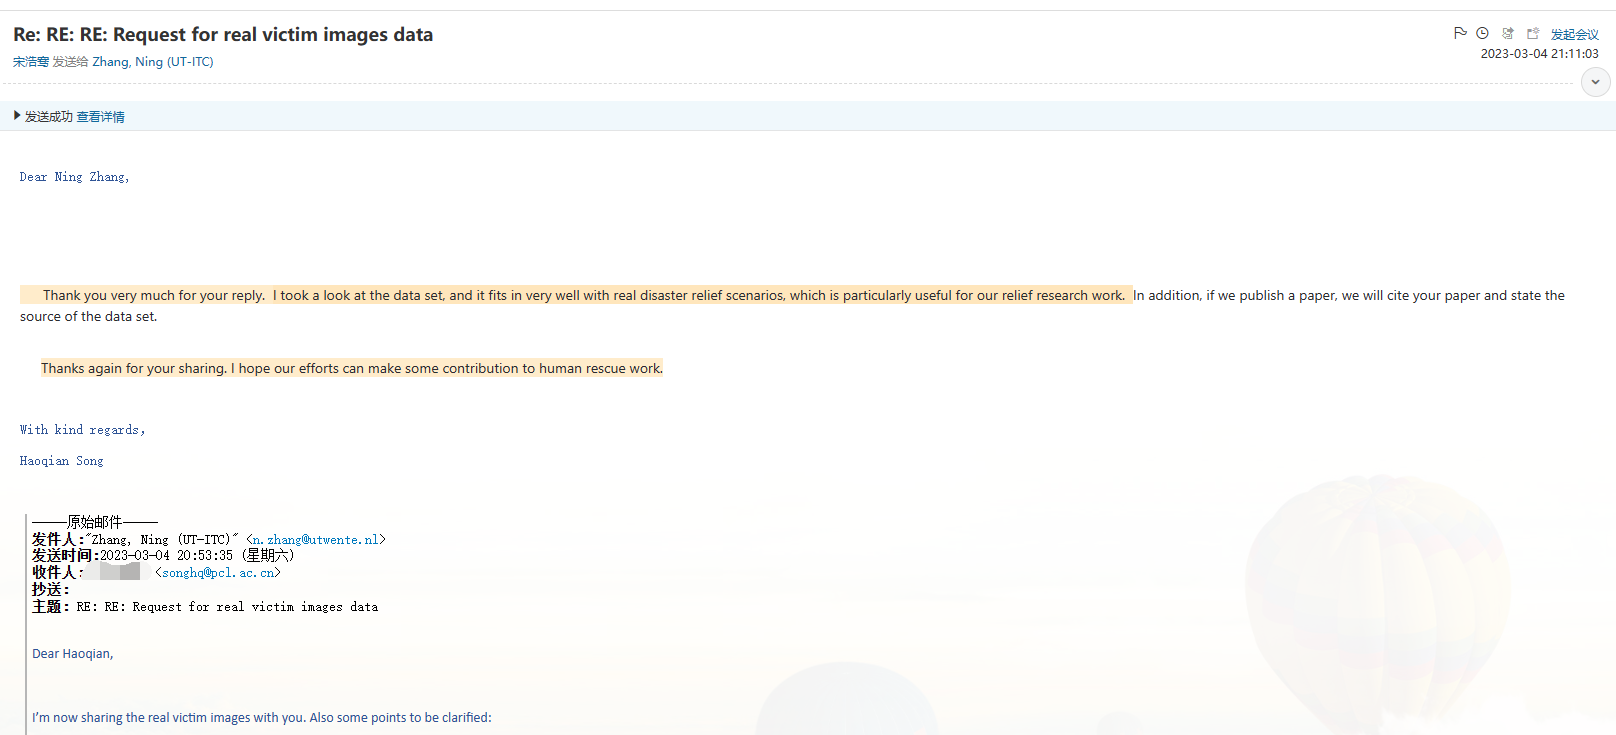 Re: RE: RE: Request for real victim images data
发起会议
宋浩骞 发送给 Zhang, Ning (UT-ITC)
2023-03-04 21:11:03
发送成功 查看详情
Dear Ning Zhang,
Thank you very much for your reply. I took a look at the data set, and it fits in very well with real disaster relief scenarios, which is particularly useful for our relief research work. In addition, if we publish a paper, we will cite your paper and state the
source of the data set.
Thanks again for your sharing. I hope our efforts can make some contribution to human rescue work.
With kind regards,
Haoqian Song
-----原始邮件-----
发件人:"Zhang, Ning (UT-ITC)" <n.zhang@utwente.nl>
发送时间:2023-03-04 20:53:35 (星期六)
收件人: <songhq@pcl.ac.cn>
抄送:
主题: RE: RE: Request for real victim images data
Dear Haoqian,
I'm now sharing the real victim images with you. Also some points to be clarified: